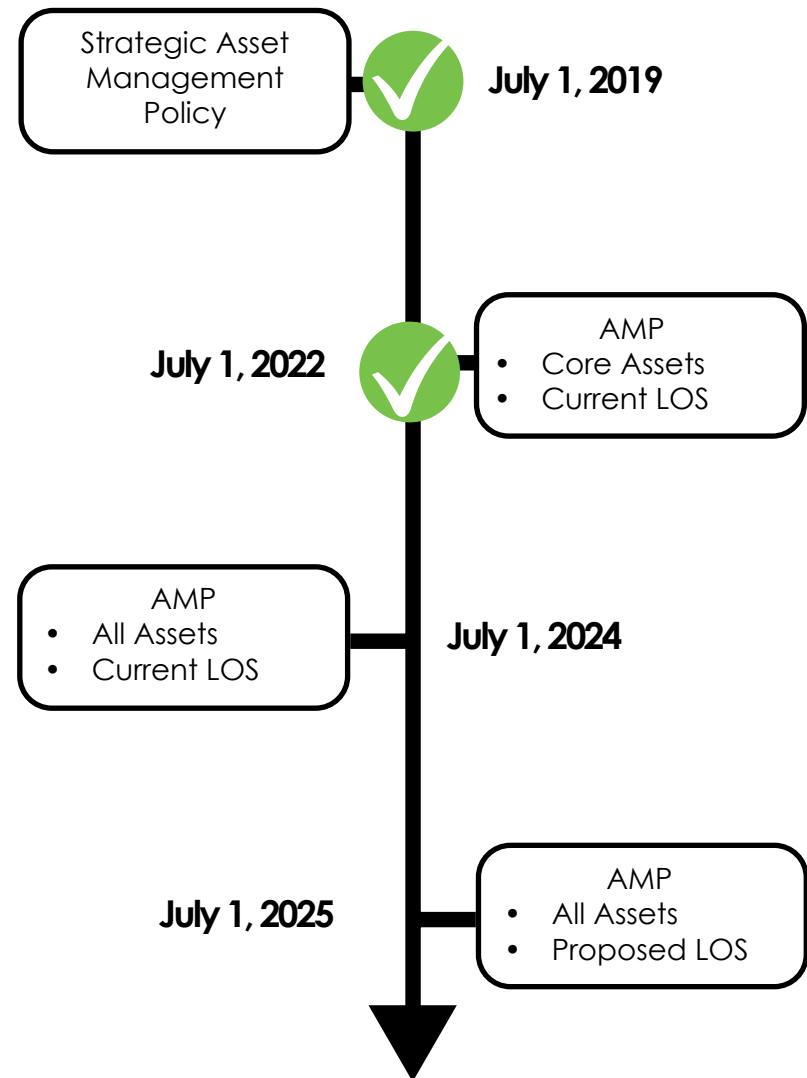 Strategic Asset
Management
Policy
July 1, 2019
July 1, 2022
AMP
• Core Assets
• Current LOS
AMP
• All Assets
• Current LOS
July 1, 2024
July 1, 2025
AMP
• All Assets
• Proposed LOS